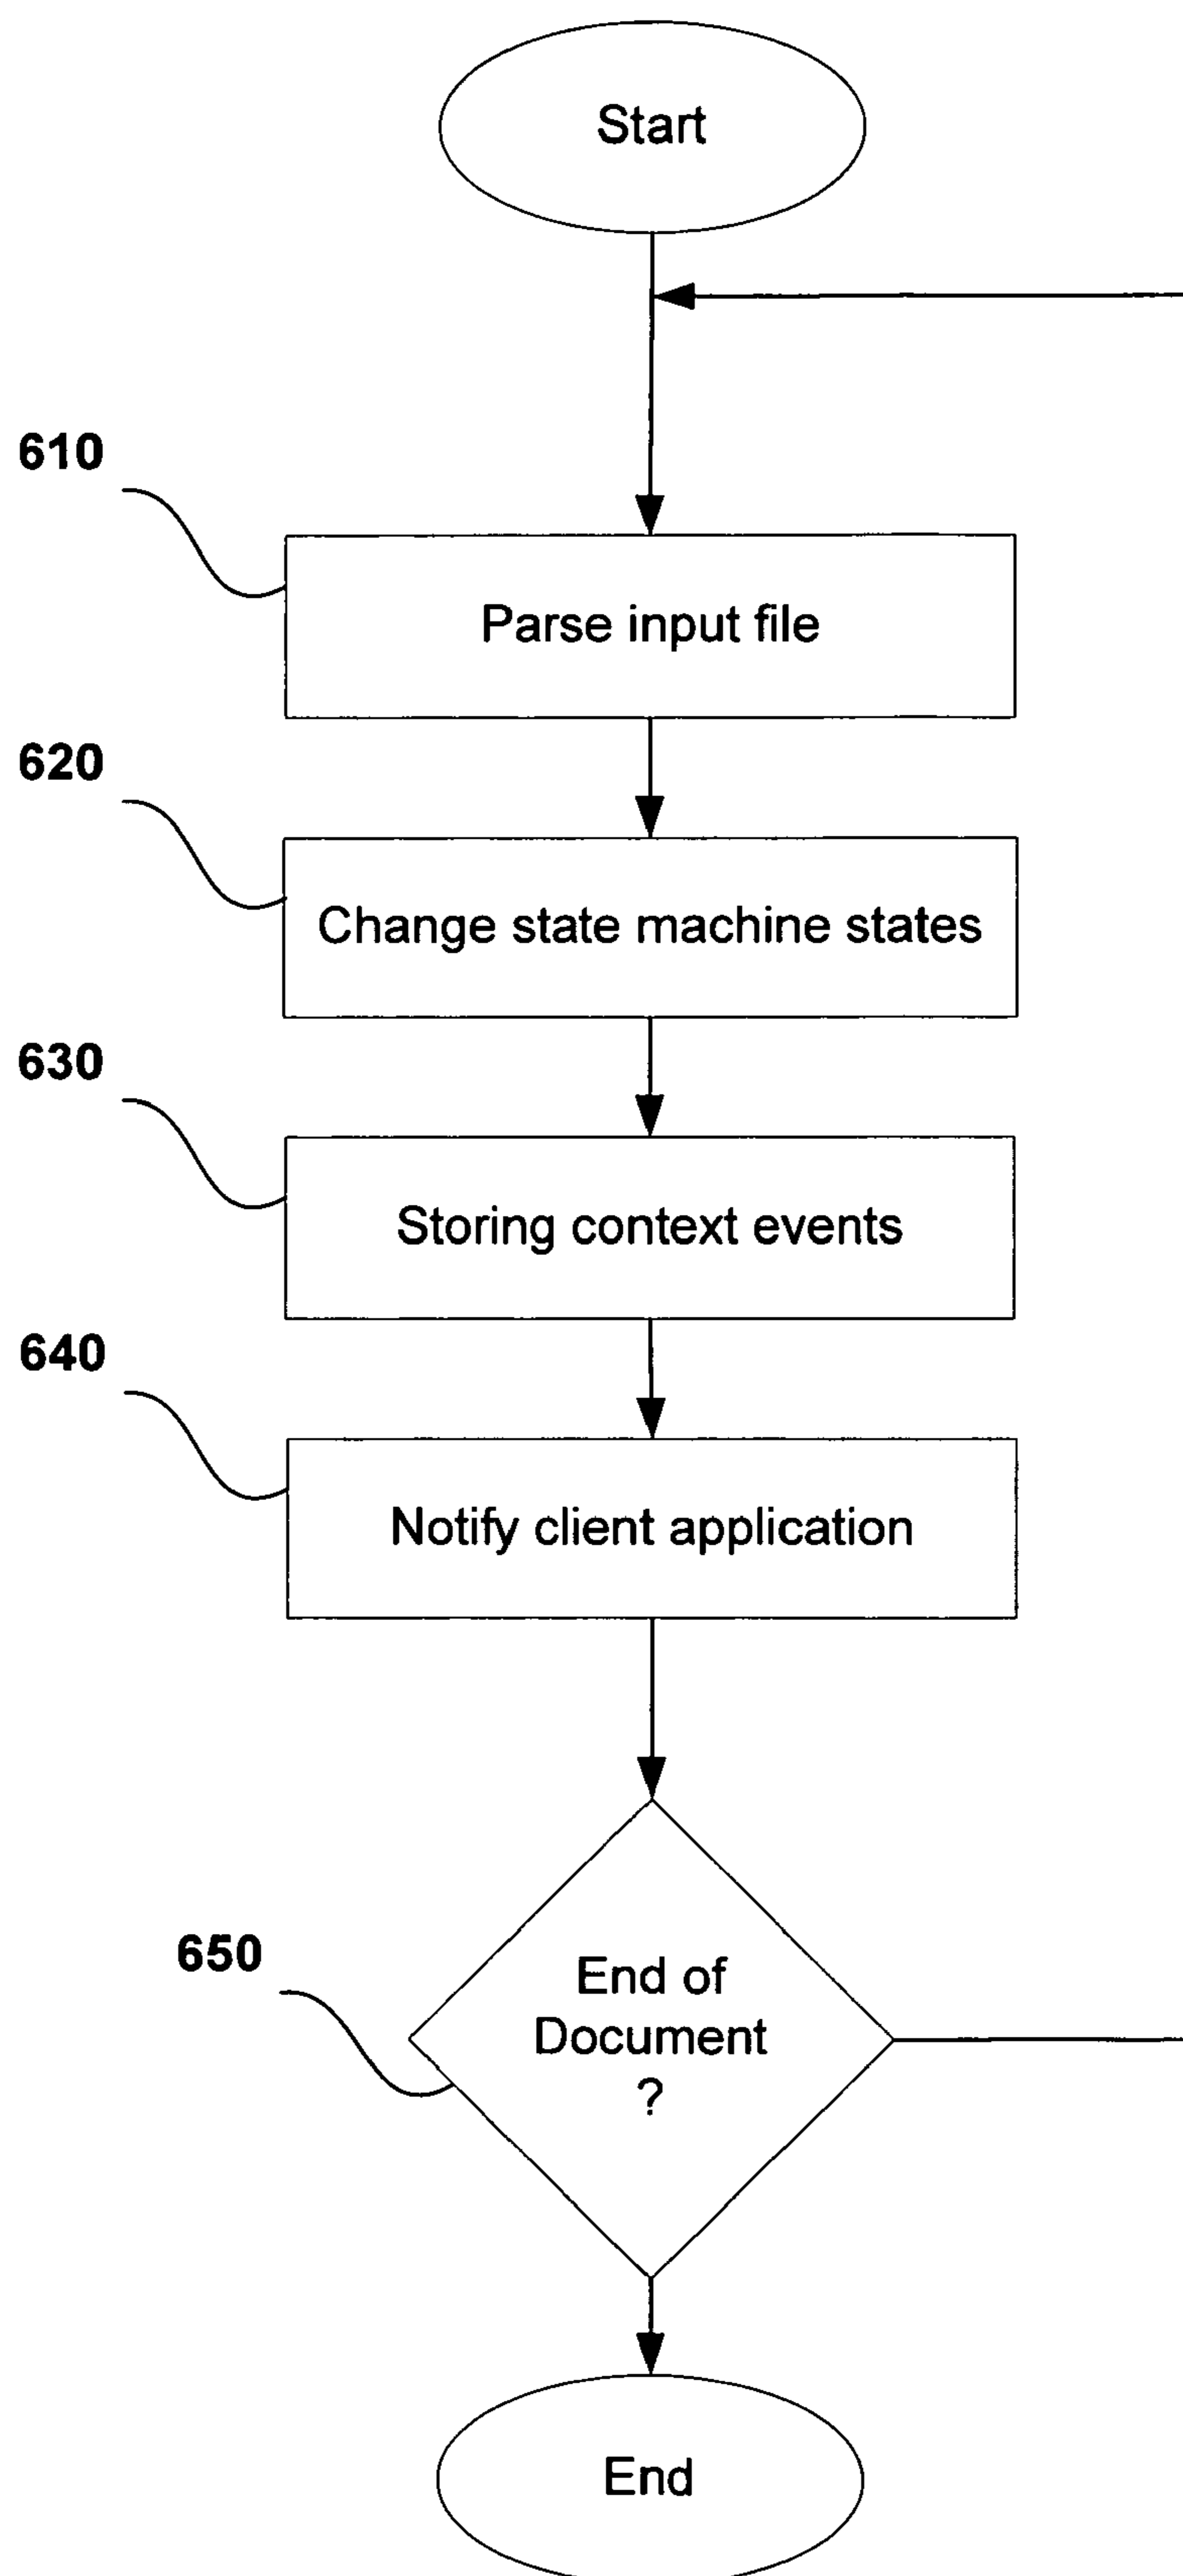 Start
610
Parse input file
620
Change state machine states
630
Storing context events
640
Notify client application
650
End of
Document
?
End